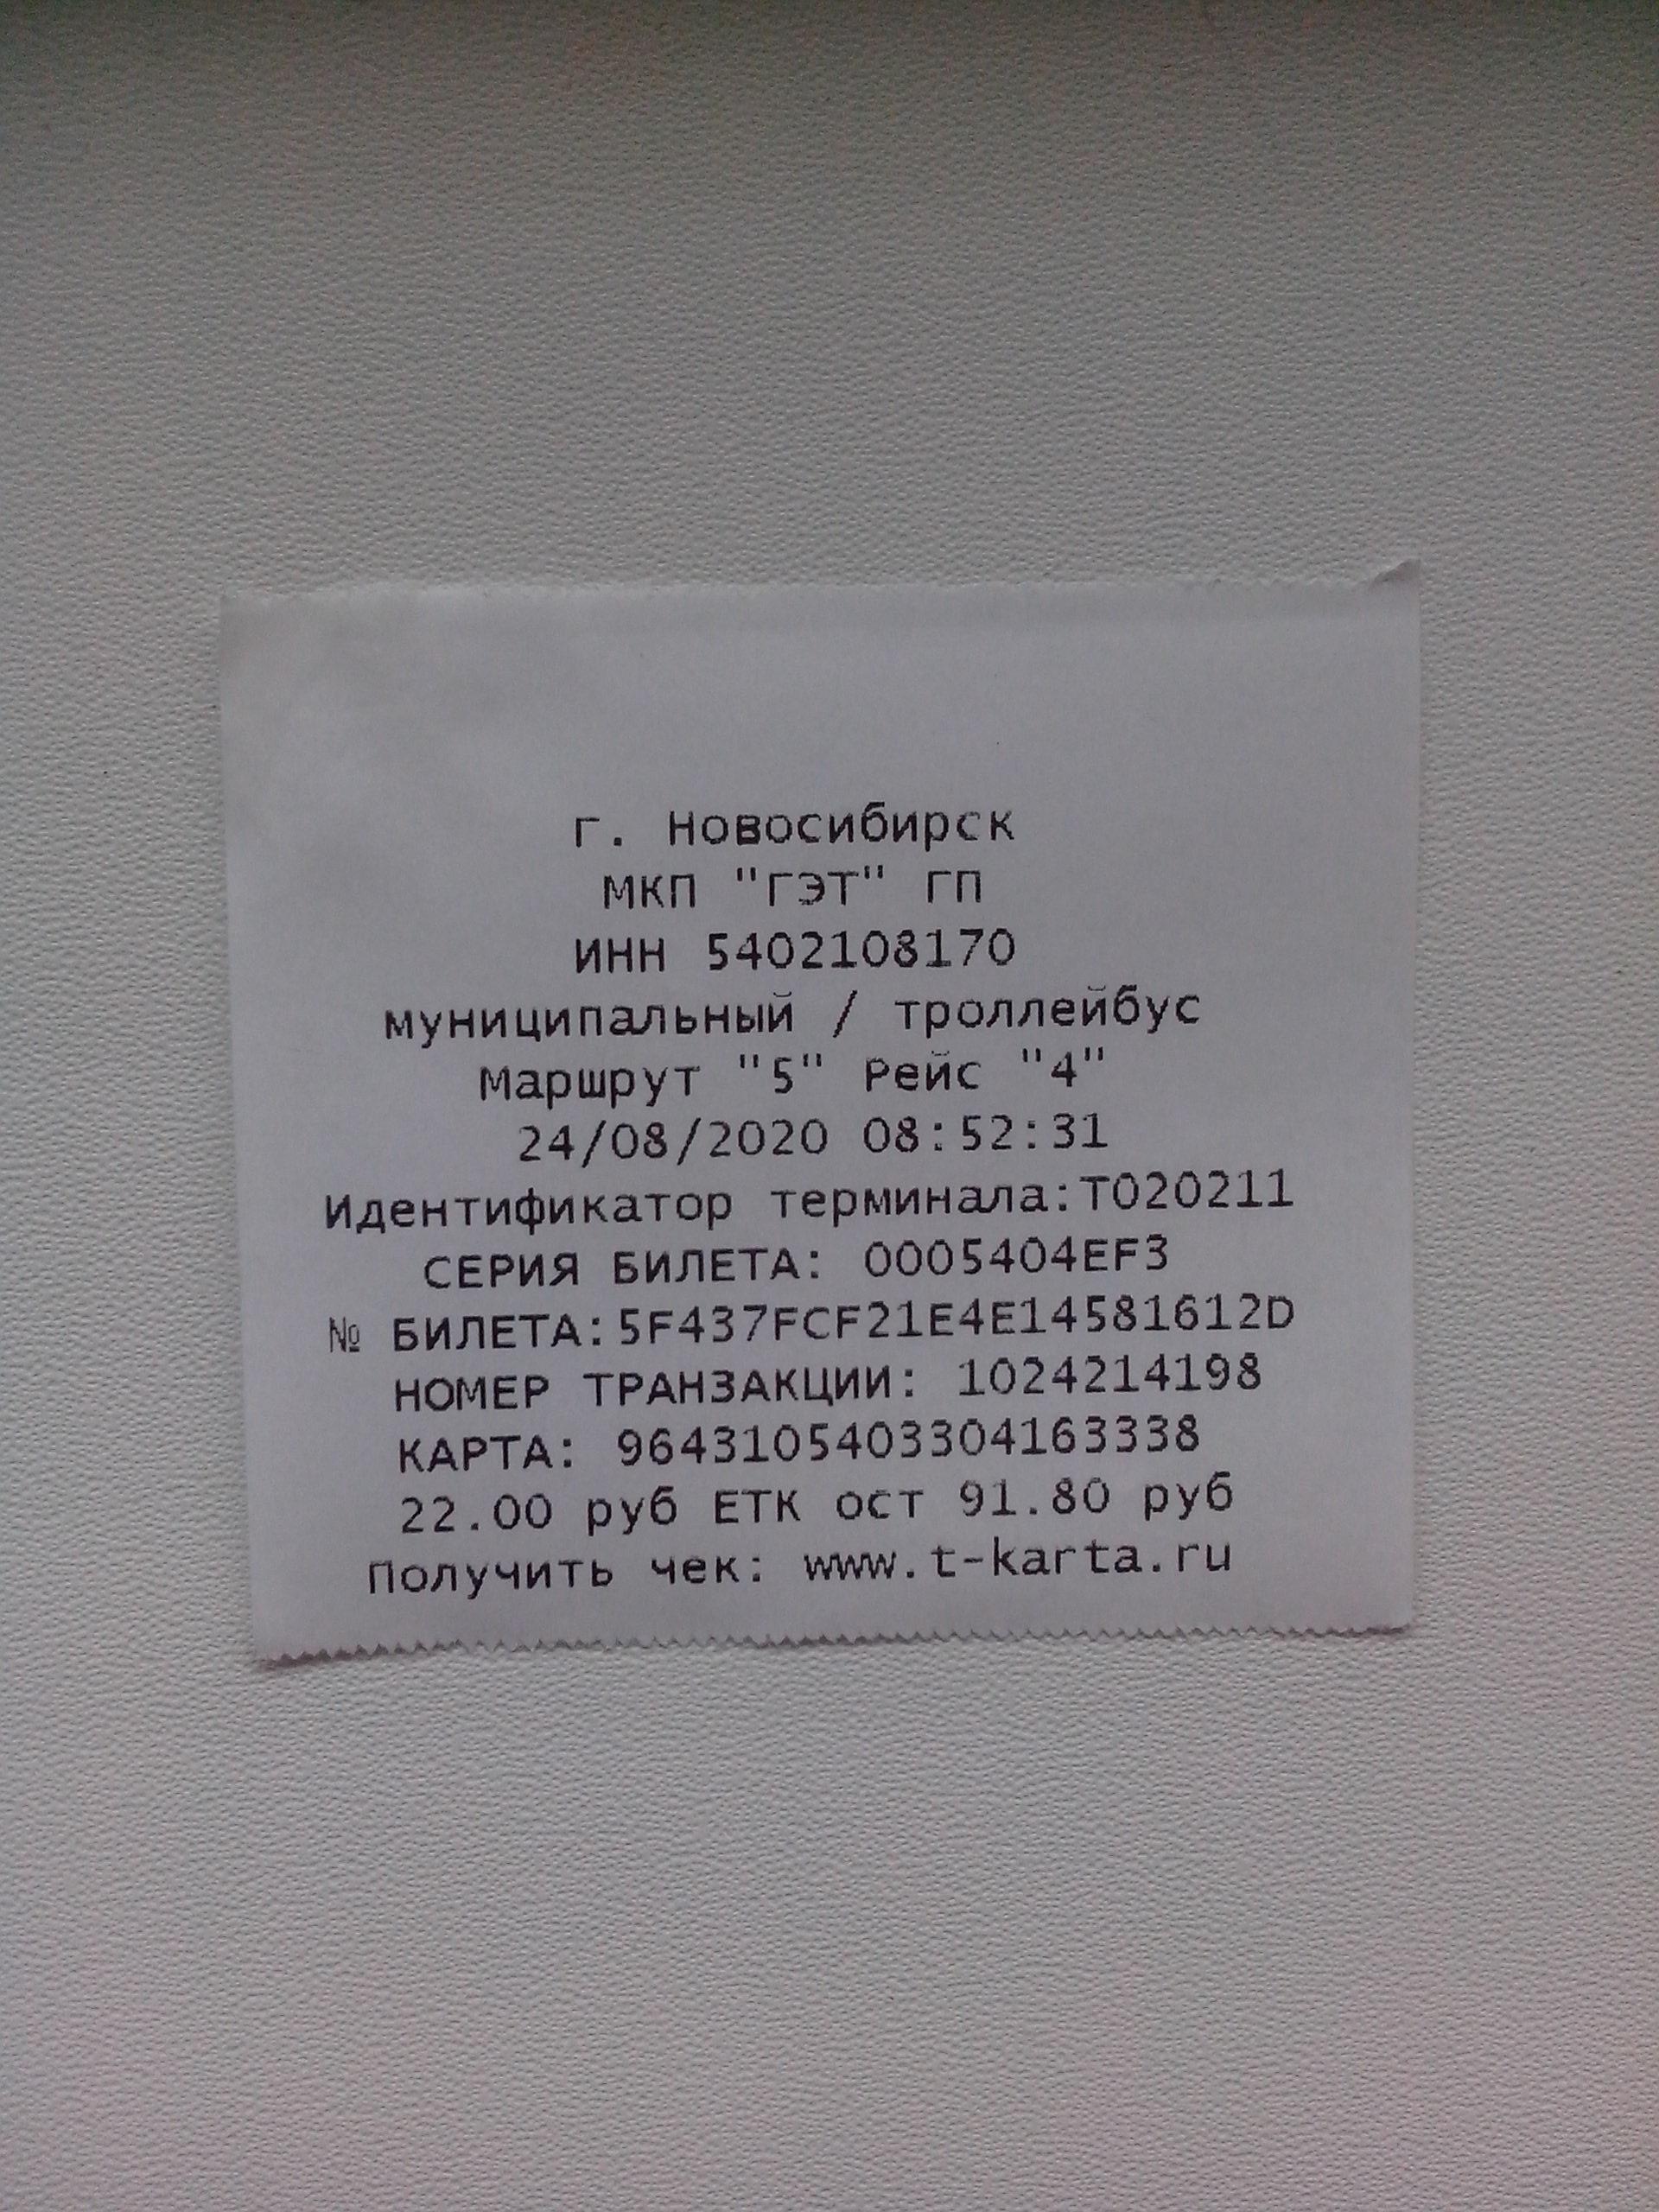 г. Новосибирск
МКП "ГЭТ" ГП
ИНН 5402108170
муниципальный / троллейбус
Маршрут "5" Рейс "4"
24/08/2020 08:52:31
Идентификатор терминала:T020211
СЕРИЯ БИЛЕТА: 0005404EF3
№ БИЛЕТА:5F437FCF21E4E14581612D
НОМЕР ТРАНЗАКЦИИ: 1024214198
КАРТА: 9643105403304163338
22.00 руб ЕТК ост 91.80 руб
Получить чек: www.t-karta.ru